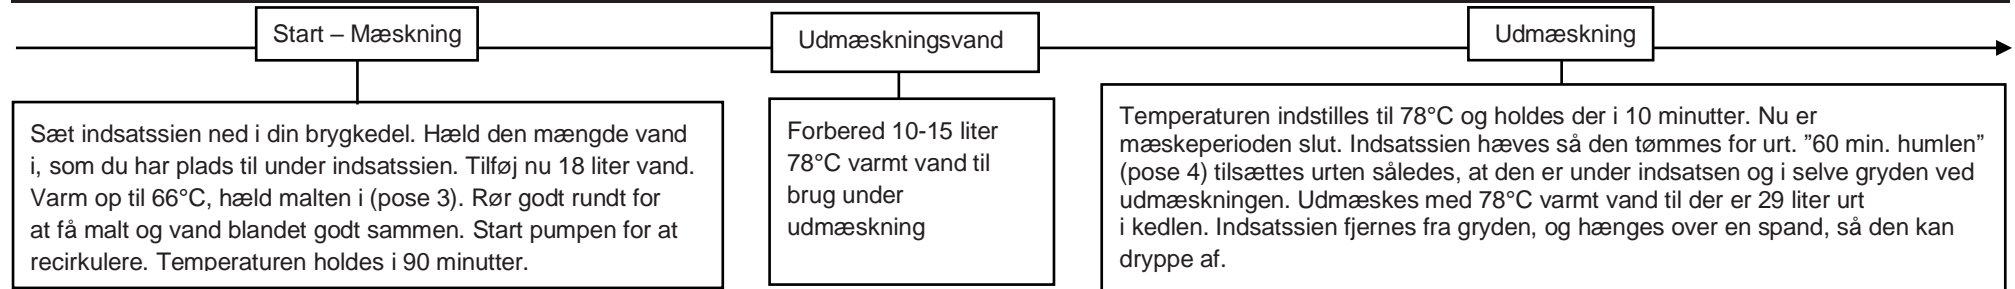 Start – Mæskning
Sæt indsatssien ned i din brygkedel. Hæld den mængde vand
i, som du har plads til under indsatssien. Tilføj nu 18 liter vand.
Varm op til 66°C, hæld malten i (pose 3). Rør godt rundt for
at få malt og vand blandet godt sammen. Start pumpen for at
recirkulere. Temperaturen holdes i 90 minutter.
Udmæskningsvand
Forbered 10-15 liter
78°C varmt vand til
brug under
udmæskning
Udmæskning
Temperaturen indstilles til 78°C og holdes der i 10 minutter. Nu er
mæskeperioden slut. Indsatssien hæves så den tømmes for urt. ”60 min. humlen”
(pose 4) tilsættes urten således, at den er under indsatsen og i selve gryden ved
udmæskningen. Udmæskes med 78°C varmt vand til der er 29 liter urt
i kedlen. Indsatssien fjernes fra gryden, og hænges over en spand, så den kan
dryppe af.